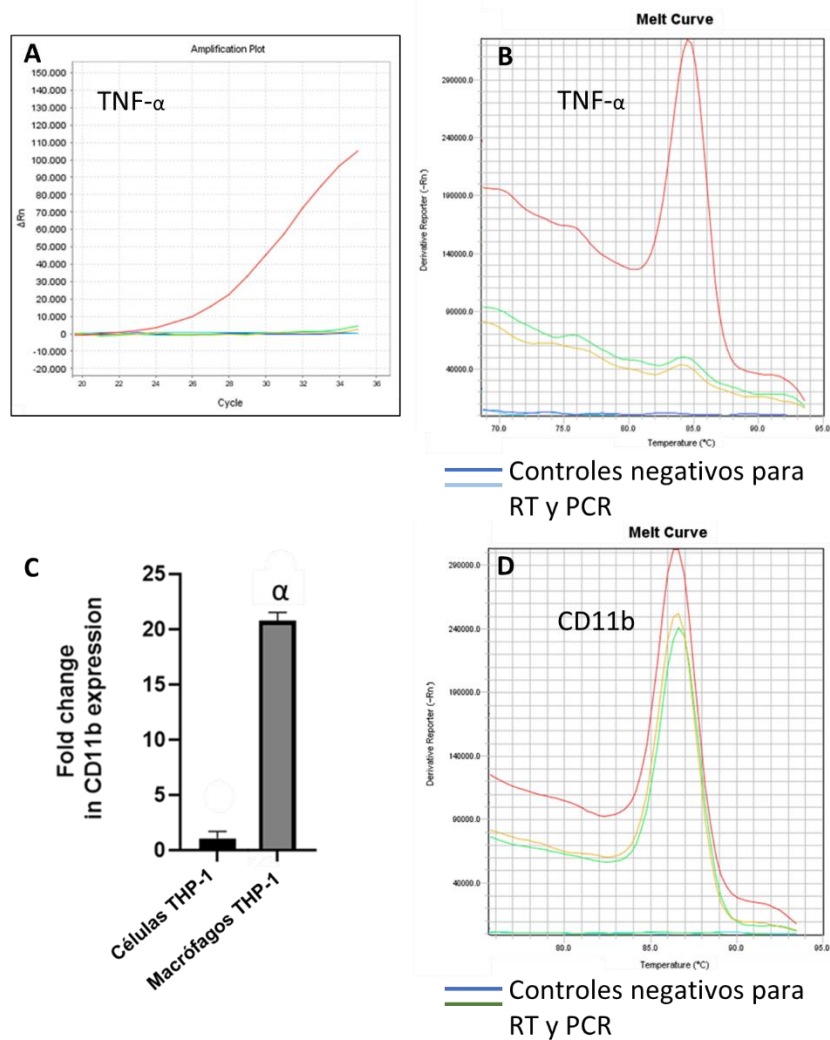 A
Amplification Plot
TNF-α
150.000
140.000
130.000
120.000
110.000
100.000
90.000
80.000
70.000
60.000
50.000
40.000
30.000
20.000
10.000
0
-10.000
-20.000
ΔRn
20 22 24 26 28 30 32 34 36
Cycle
Melt Curve
B
TNF-α
290000.0
240000.0
190000.0
140000.0
90000.0
40000.0
Derivative Reporter (-Rn)
70.0 75.0 80.0 85.0 90.0 95.0
Temperature (°C)
Controles negativos para
RT y PCR
C
25
20
15
10
5
0
Fold change
in CD11b expression
α
Células THP-1
Macrófagos THP-1
Melt Curve
D
CD11b
290000.0
240000.0
190000.0
140000.0
90000.0
40000.0
Derivative Reporter (-Rn)
80.0 85.0 90.0 95.0
Temperature (°C)
Controles negativos para
RT y PCR